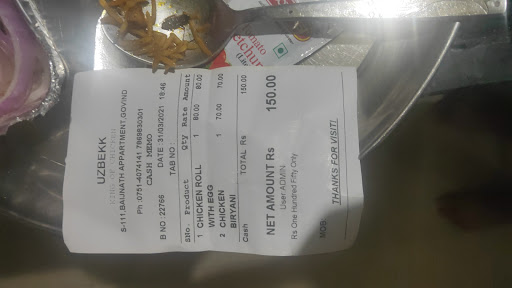 UZBEKK
S-111,BALINATH APPARTMENT,GOVIND
Ph :0751-4074141 7869630301
CASH MEMO
B NO : 22766 DATE :31/03/2021 18:46
TAB NO :
SNo. Product Qty Rate Amount
1 CHICKEN ROLL 1 80.00 80.00
WITH EGG
2 CHICKEN 1 70.00 70.00
BIRYANI
Cash TOTAL Rs 150.00
NET AMOUNT Rs 150.00
User ADMIN
Rs One Hundred Fifty Only
MOB
THANKS FOR VISIT!